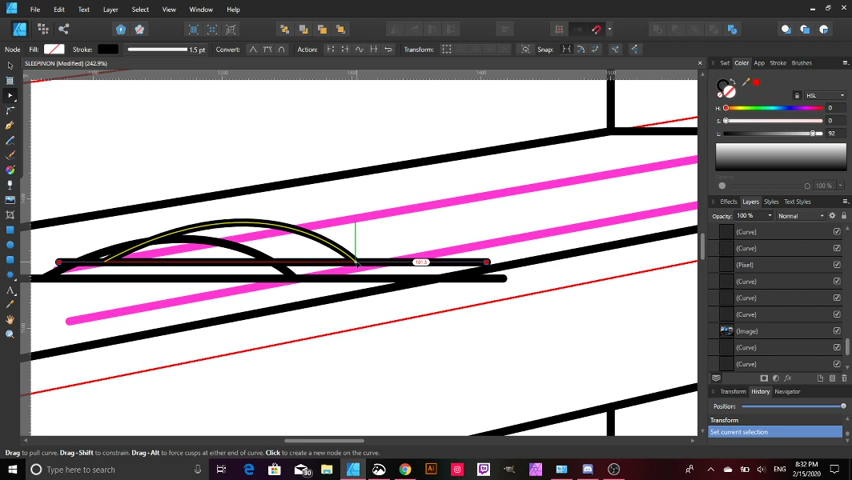 File Edit Text Layer Select View Window Help
Node Fill: Stroke: 1.5 pt Convert: Action: Transform: Snap:
SLEEPINON [Modified] (242.9%)
Set Color App Stroke Brushes
HSL
H: 0
S: 0
L: 92
100 %
Effects Layers Styles Text Styles
Opacity: 100 % Normal
(Curve)
(Curve)
(Pixel)
(Curve)
(Curve)
(Curve)
(Image)
(Curve)
(Curve)
Transform History Navigator
Position:
Transform
Set current selection
Drag to pull curve. Drag+Shift to constrain. Drag+Alt to force cusps at either end of curve. Click to create a new node on the curve.
Type here to search
ENG
8:32 PM
2/15/2020